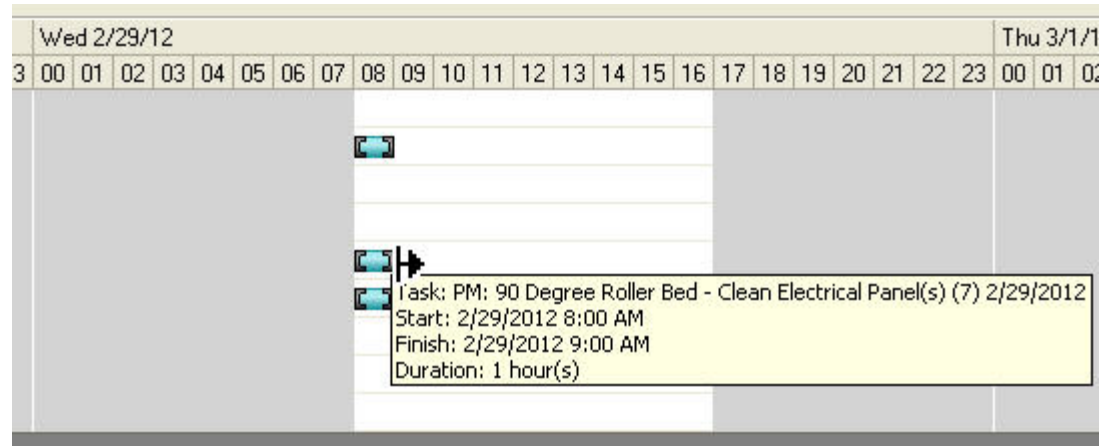 Wed 2/29/12 Thu 3/1/1
3 00 01 02 03 04 05 06 07 08 09 10 11 12 13 14 15 16 17 18 19 20 21 22 23 00 01 02
Task: PM: 90 Degree Roller Bed - Clean Electrical Panel(s) (7) 2/29/2012
Start: 2/29/2012 8:00 AM
Finish: 2/29/2012 9:00 AM
Duration: 1 hour(s)